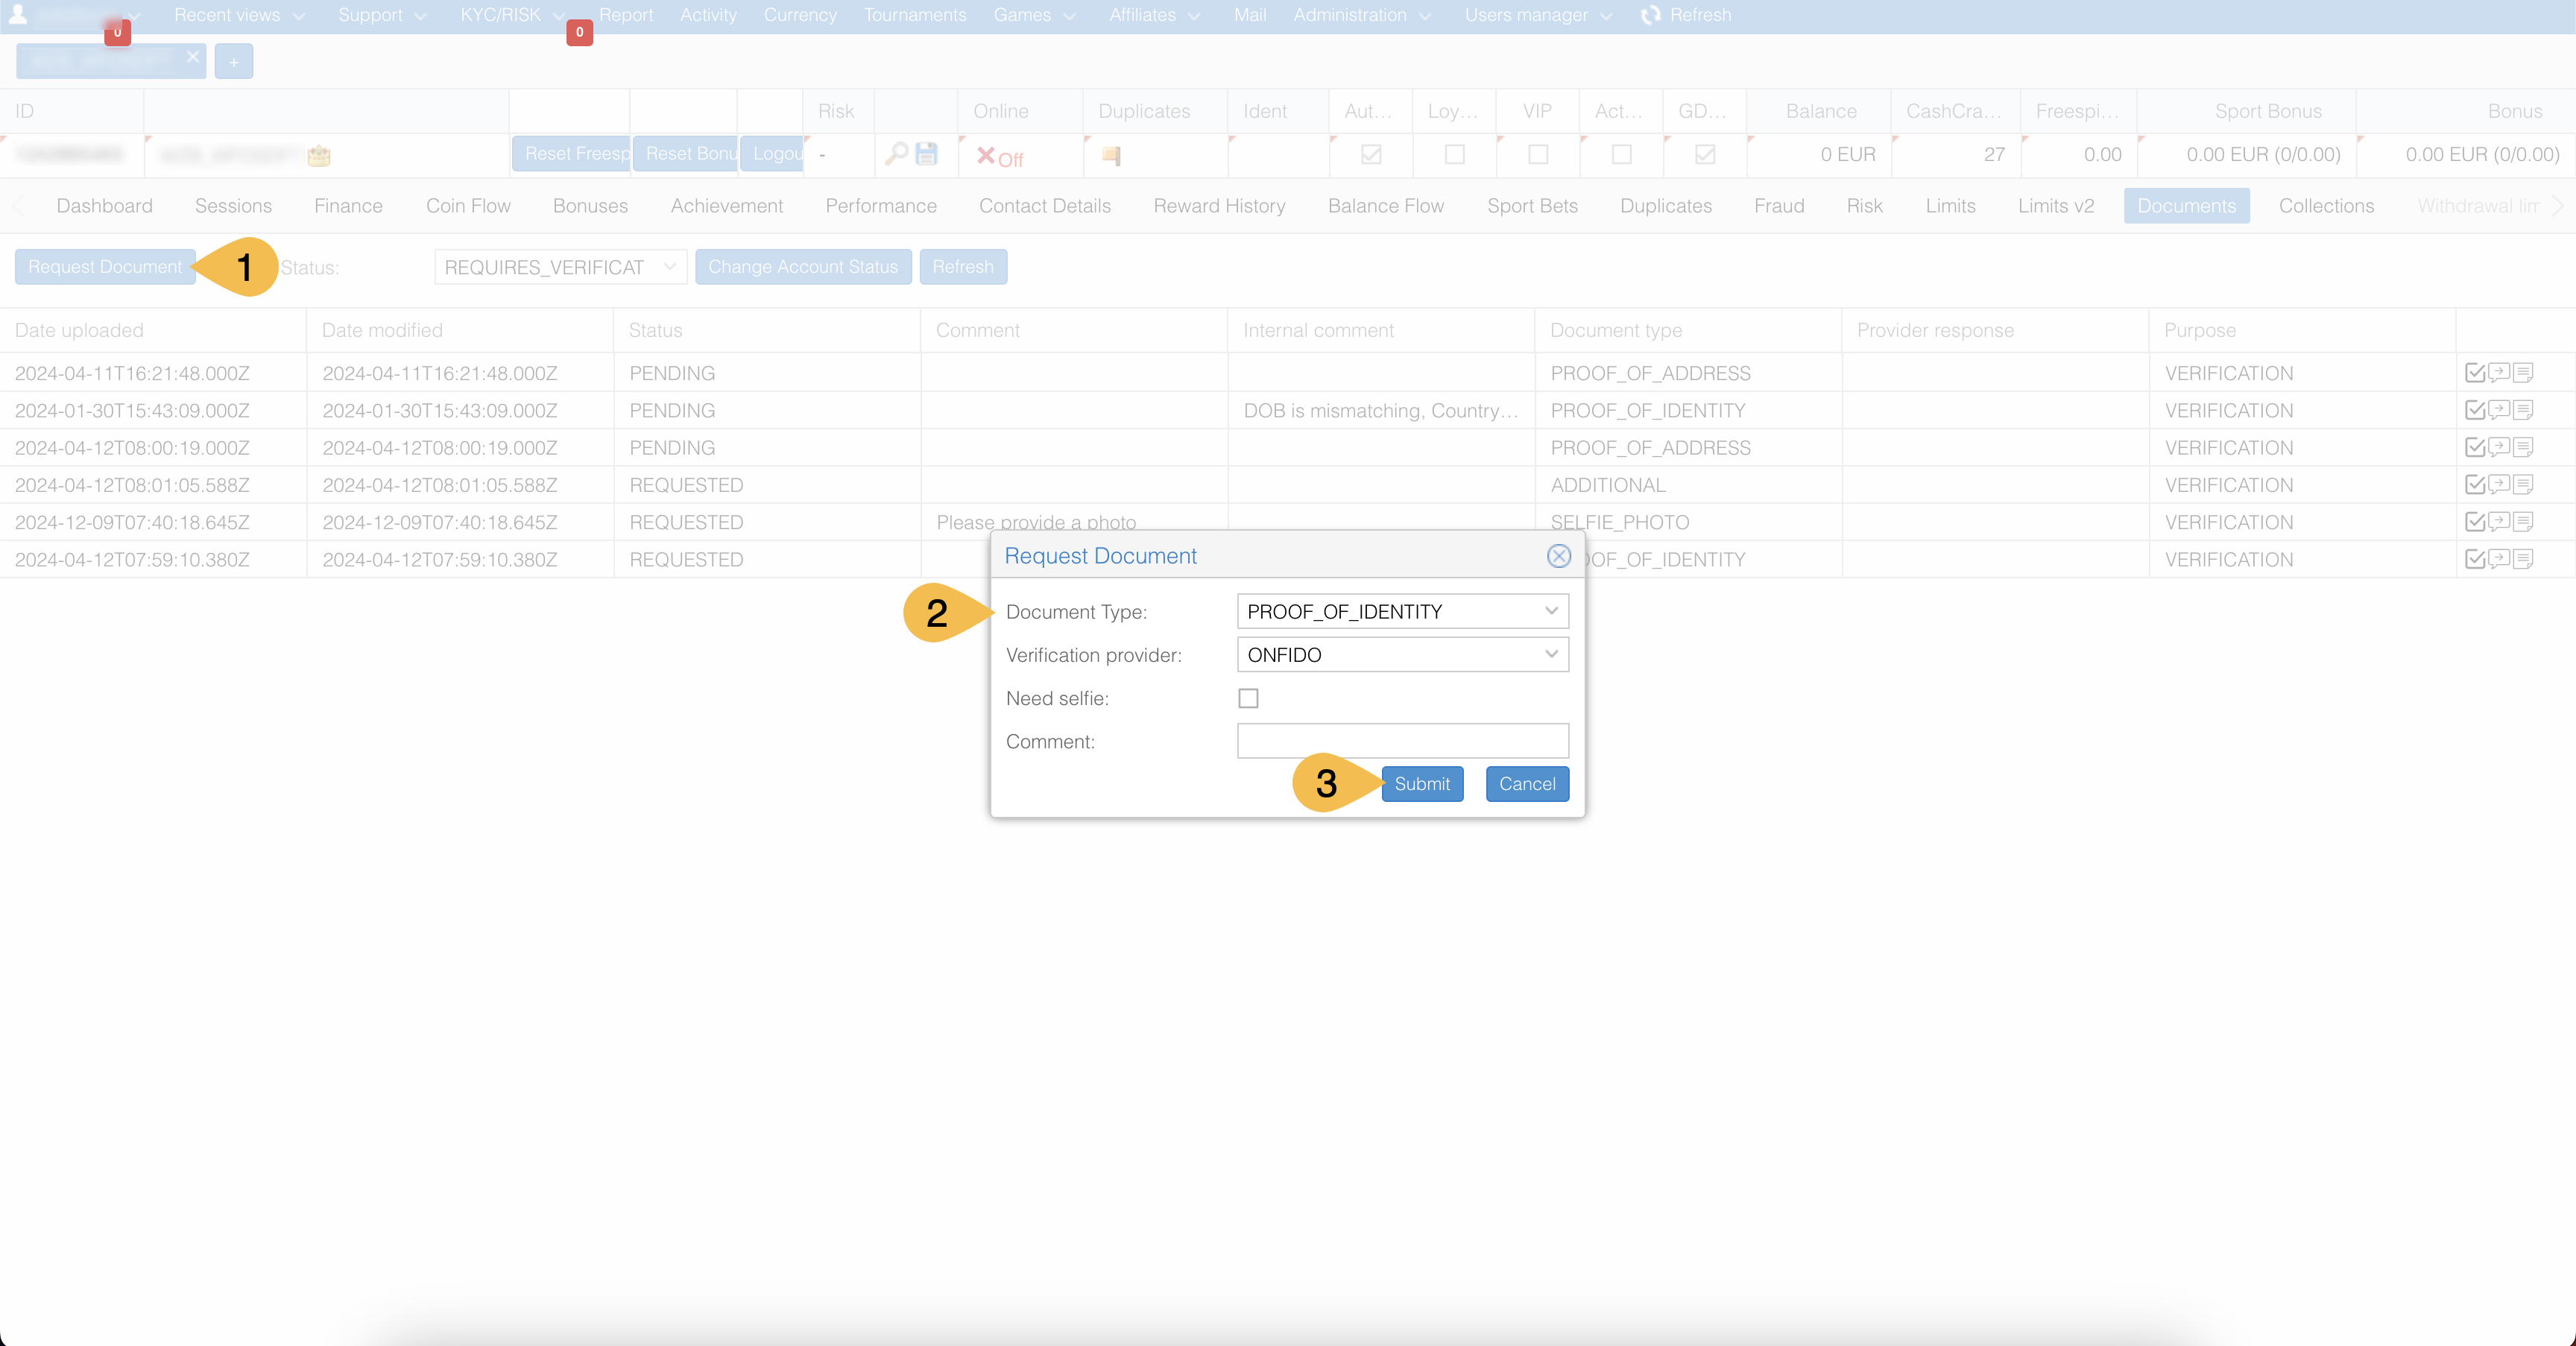 Recent views Support KYC/RISK Report Activity Currency Tournaments Games Affiliates Mail Administration Users manager Refresh
0 0
+
ID Risk Online Duplicates Ident Aut... Loy... VIP Act... GD... Balance CashCra... Freespi... Sport Bonus Bonus
Reset Freesp Reset Bonu Logou - Off 0 EUR 27 0.00 0.00 EUR (0/0.00) 0.00 EUR (0/0.00)
Dashboard Sessions Finance Coin Flow Bonuses Achievement Performance Contact Details Reward History Balance Flow Sport Bets Duplicates Fraud Risk Limits Limits v2 Documents Collections Withdrawal lim
Request Document 1 Status: REQUIRES_VERIFICAT Change Account Status Refresh
Date uploaded Date modified Status Comment Internal comment Document type Provider response Purpose
2024-04-11T16:21:48.000Z 2024-04-11T16:21:48.000Z PENDING PROOF_OF_ADDRESS VERIFICATION
2024-01-30T15:43:09.000Z 2024-01-30T15:43:09.000Z PENDING DOB is mismatching, Country... PROOF_OF_IDENTITY VERIFICATION
2024-04-12T08:00:19.000Z 2024-04-12T08:00:19.000Z PENDING PROOF_OF_ADDRESS VERIFICATION
2024-04-12T08:01:05.588Z 2024-04-12T08:01:05.588Z REQUESTED ADDITIONAL VERIFICATION
2024-12-09T07:40:18.645Z 2024-12-09T07:40:18.645Z REQUESTED Please provide a photo SELFIE_PHOTO VERIFICATION
2024-04-12T07:59:10.380Z 2024-04-12T07:59:10.380Z REQUESTED OOF_OF_IDENTITY VERIFICATION
Request Document
2 Document Type: PROOF_OF_IDENTITY
Verification provider: ONFIDO
Need selfie:
Comment:
3 Submit Cancel